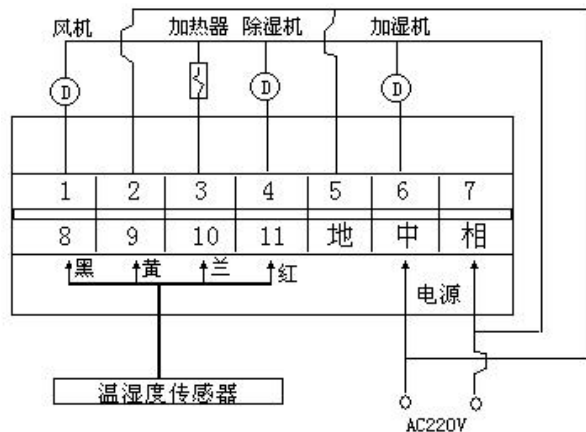 风机 加热器 除湿机 加湿机
D D D
1 2 3 4 5 6 7
8 9 10 11 地 中 相
黑 黄 兰 红
电源
温湿度传感器
AC220V